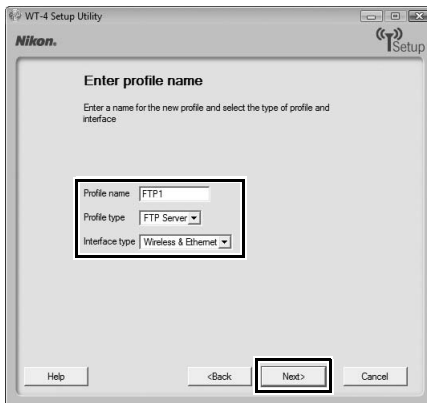 WT-4 Setup Utility
Nikon.
Setup
Enter profile name
Enter a name for the new profile and select the type of profile and
interface
Profile name FTP1
Profile type FTP Server
Interface type Wireless & Ethernet
Help <Back Next> Cancel